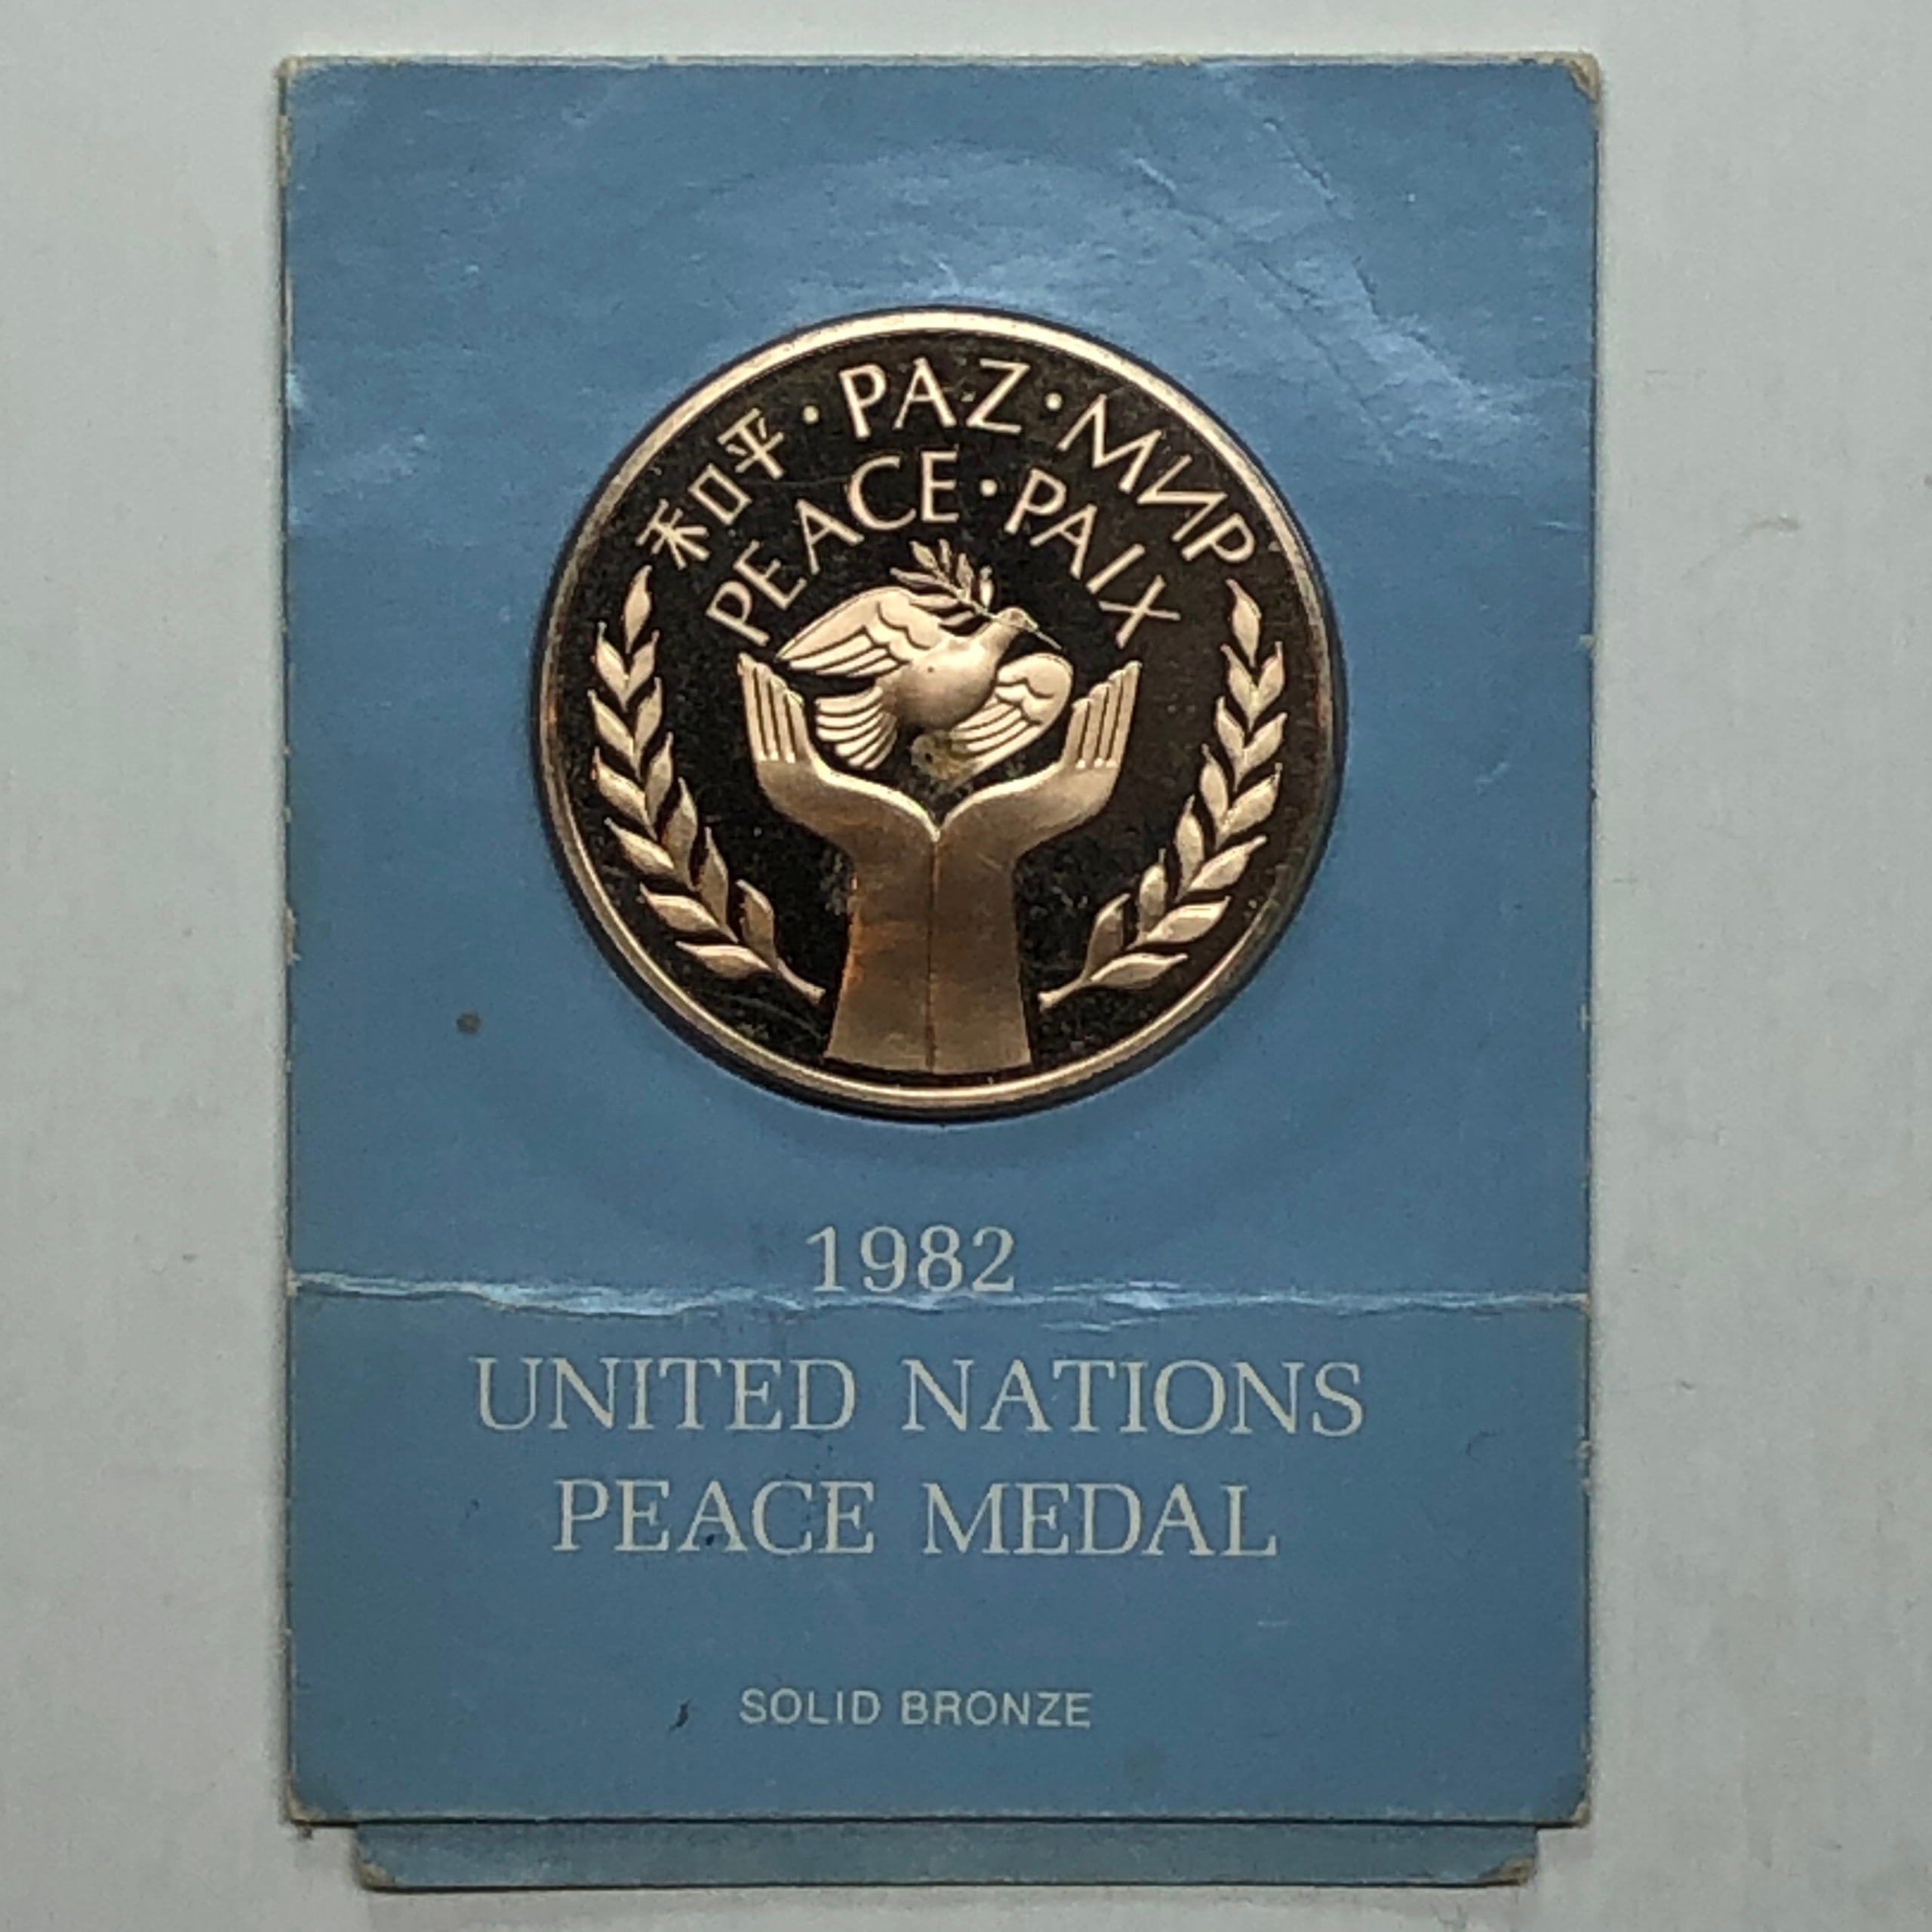 和平·PAZ·МИР
PEACE·PAIX
1982
UNITED NATIONS
PEACE MEDAL
SOLID BRONZE